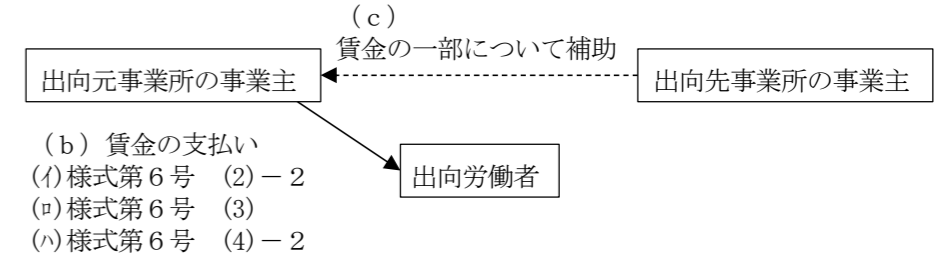 (c)
賃金の一部について補助
出向元事業所の事業主
出向先事業所の事業主
(b)賃金の支払い
(ｲ)様式第6号 (2)－2
(ﾛ)様式第6号 (3)
(ﾊ)様式第6号 (4)－2
出向労働者